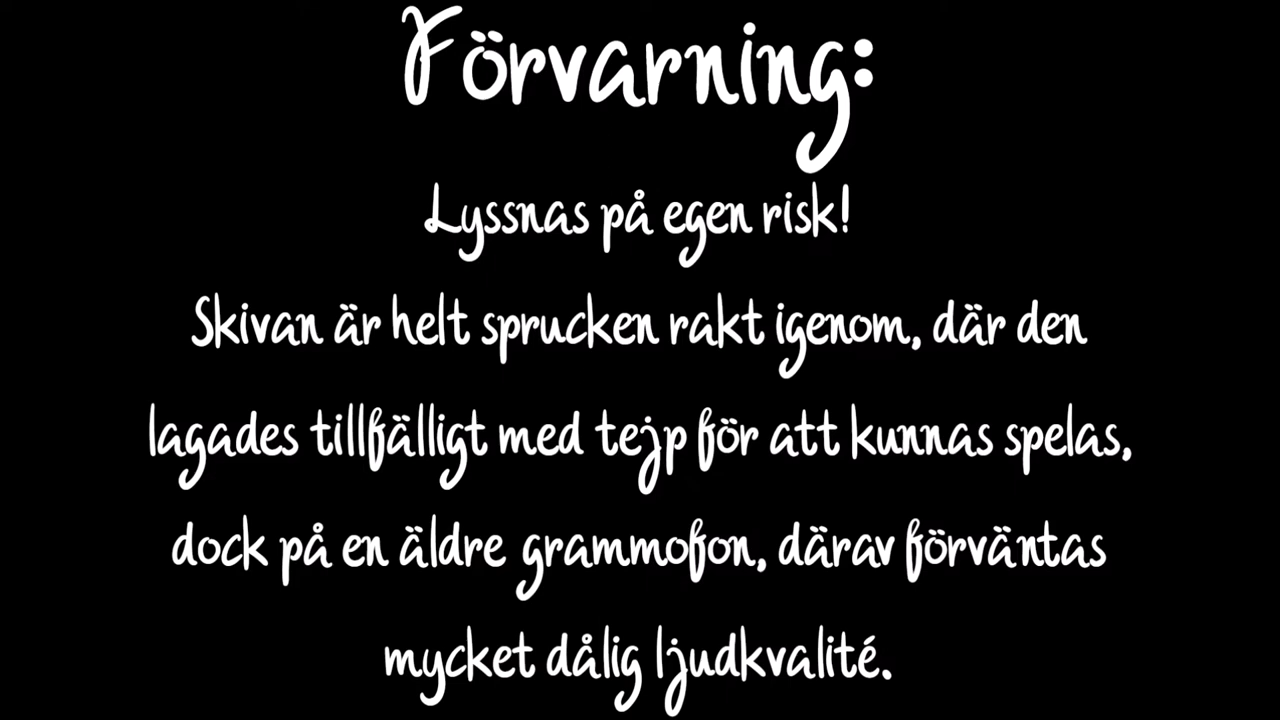 Förvarning:
Lyssnas på egen risk!
Skivan är helt sprucken rakt igenom, där den
lagades tillfälligt med tejp för att kunnas spelas,
dock på en äldre grammofon, därav förväntas
mycket dålig ljudkvalité.